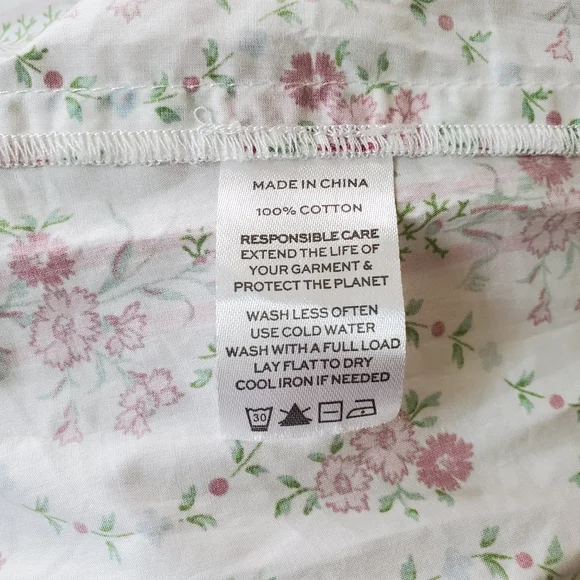 MADE IN CHINA
100% COTTON
RESPONSIBLE CARE
EXTEND THE LIFE OF
YOUR GARMENT &
PROTECT THE PLANET
WASH LESS OFTEN
USE COLD WATER
WASH WITH A FULL LOAD
LAY FLAT TO DRY
COOL IRON IF NEEDED
30